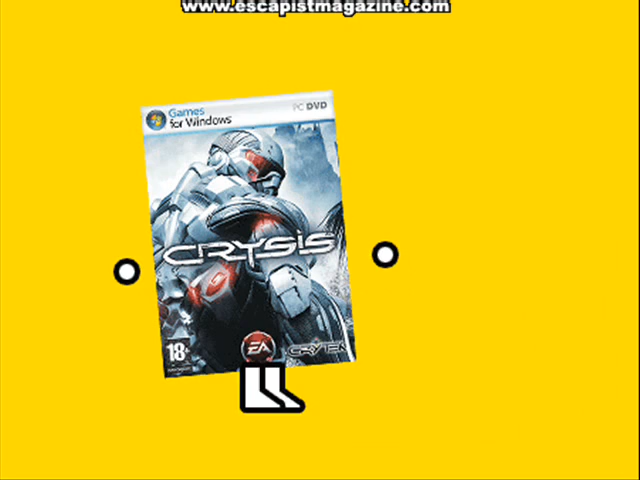 www.escapistmagazine.com
Games
for Windows
PC DVD
CRYSIS
18+
EA
CRYTEK